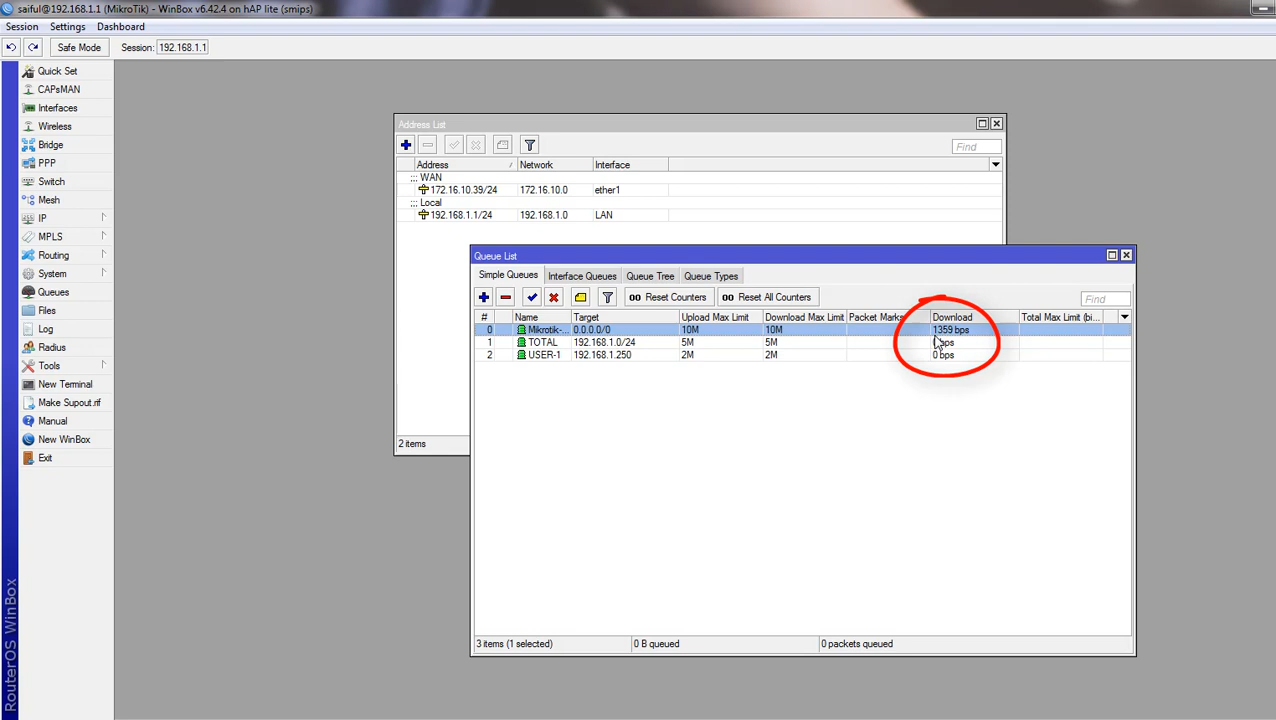 saiful@192.168.1.1 (MikroTik) - WinBox v6.42.4 on hAP lite (smips)
Session Settings Dashboard
Safe Mode Session: 192.168.1.1
Quick Set
CAPsMAN
Interfaces
Wireless
Bridge
PPP
Switch
Mesh
IP
MPLS
Routing
System
Queues
Files
Log
Radius
Tools
New Terminal
Make Supout.rif
Manual
New WinBox
Exit
RouterOS WinBox
Address List
Find
Address Network Interface
;;; WAN
172.16.10.39/24 172.16.10.0 ether1
;;; Local
192.168.1.1/24 192.168.1.0 LAN
2 items
Queue List
Simple Queues Interface Queues Queue Tree Queue Types
00 Reset Counters 00 Reset All Counters Find
# Name Target Upload Max Limit Download Max Limit Packet Marks Download Total Max Limit (bi...
0 Mikrotik-... 0.0.0.0/0 10M 10M 1359 bps
1 TOTAL 192.168.1.0/24 5M 5M bps
2 USER-1 192.168.1.250 2M 2M 0 bps
3 items (1 selected) 0 B queued 0 packets queued